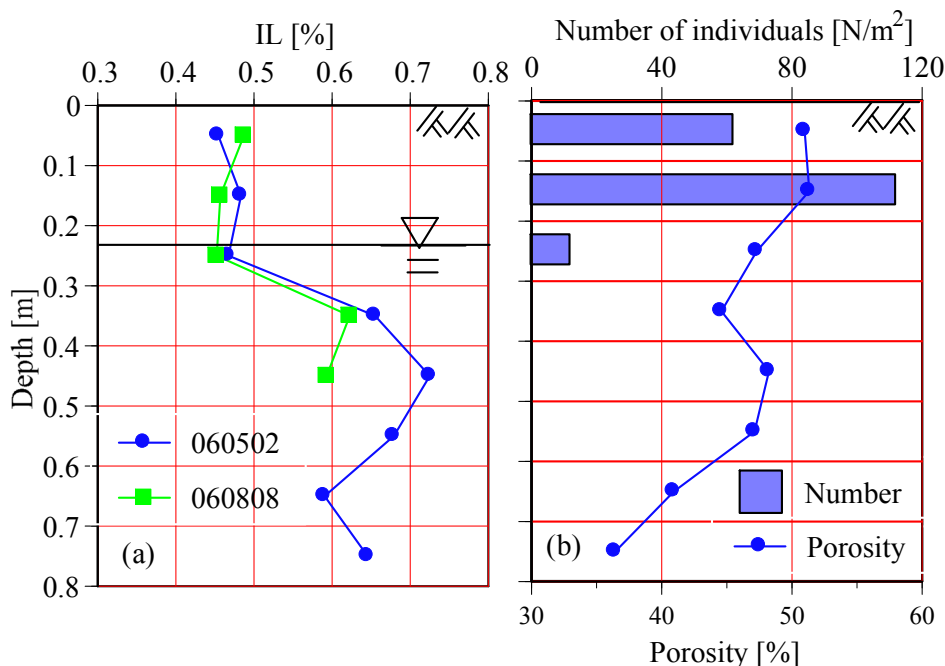 IL [%]
0.3 0.4 0.5 0.6 0.7 0.8
Depth [m]
0
0.1
0.2
0.3
0.4
0.5
0.6
0.7
0.8
060502
060808
(a)
Number of individuals [N/m²]
0 40 80 120
Number
(b) Porosity
30 40 50 60
Porosity [%]